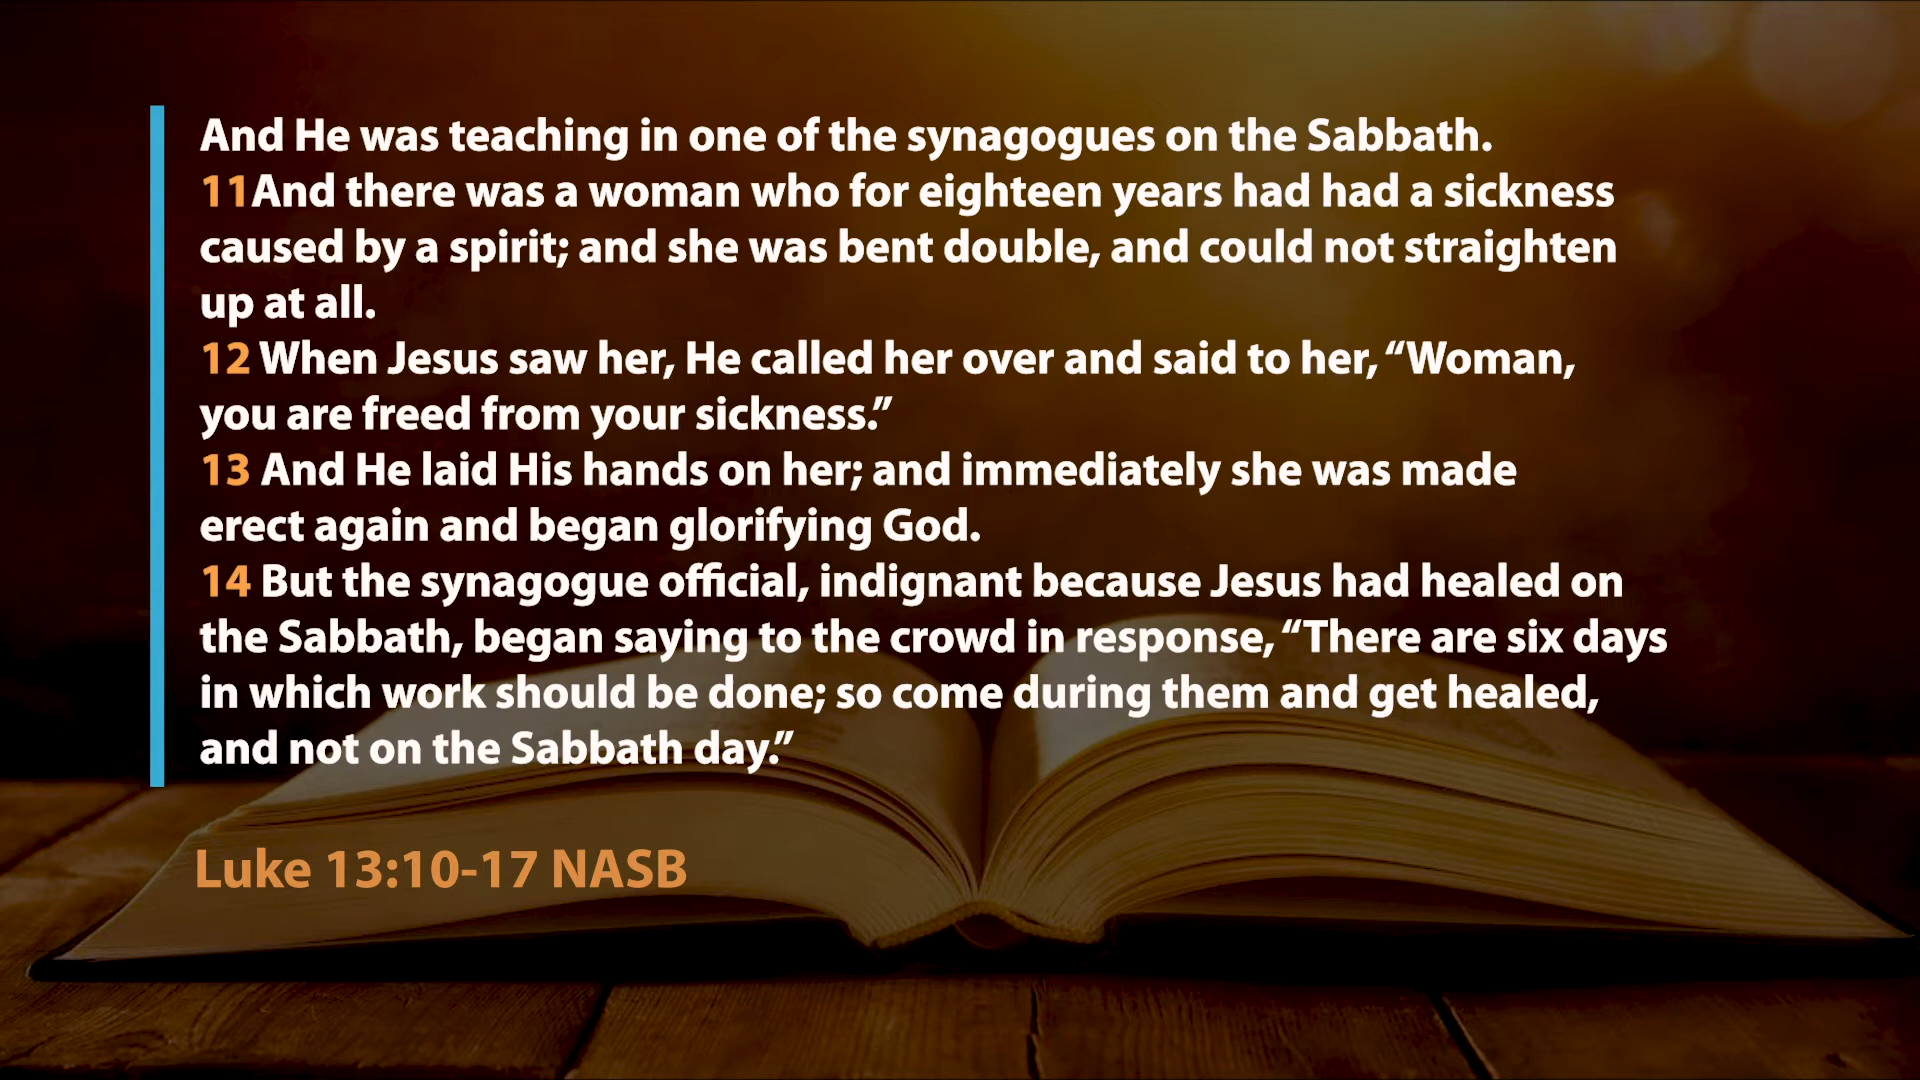 And He was teaching in one of the synagogues on the Sabbath.
11And there was a woman who for eighteen years had had a sickness
caused by a spirit; and she was bent double, and could not straighten
up at all.
12 When Jesus saw her, He called her over and said to her, “Woman,
you are freed from your sickness.”
13 And He laid His hands on her; and immediately she was made
erect again and began glorifying God.
14 But the synagogue official, indignant because Jesus had healed on
the Sabbath, began saying to the crowd in response, “There are six days
in which work should be done; so come during them and get healed,
and not on the Sabbath day.”
Luke 13:10-17 NASB